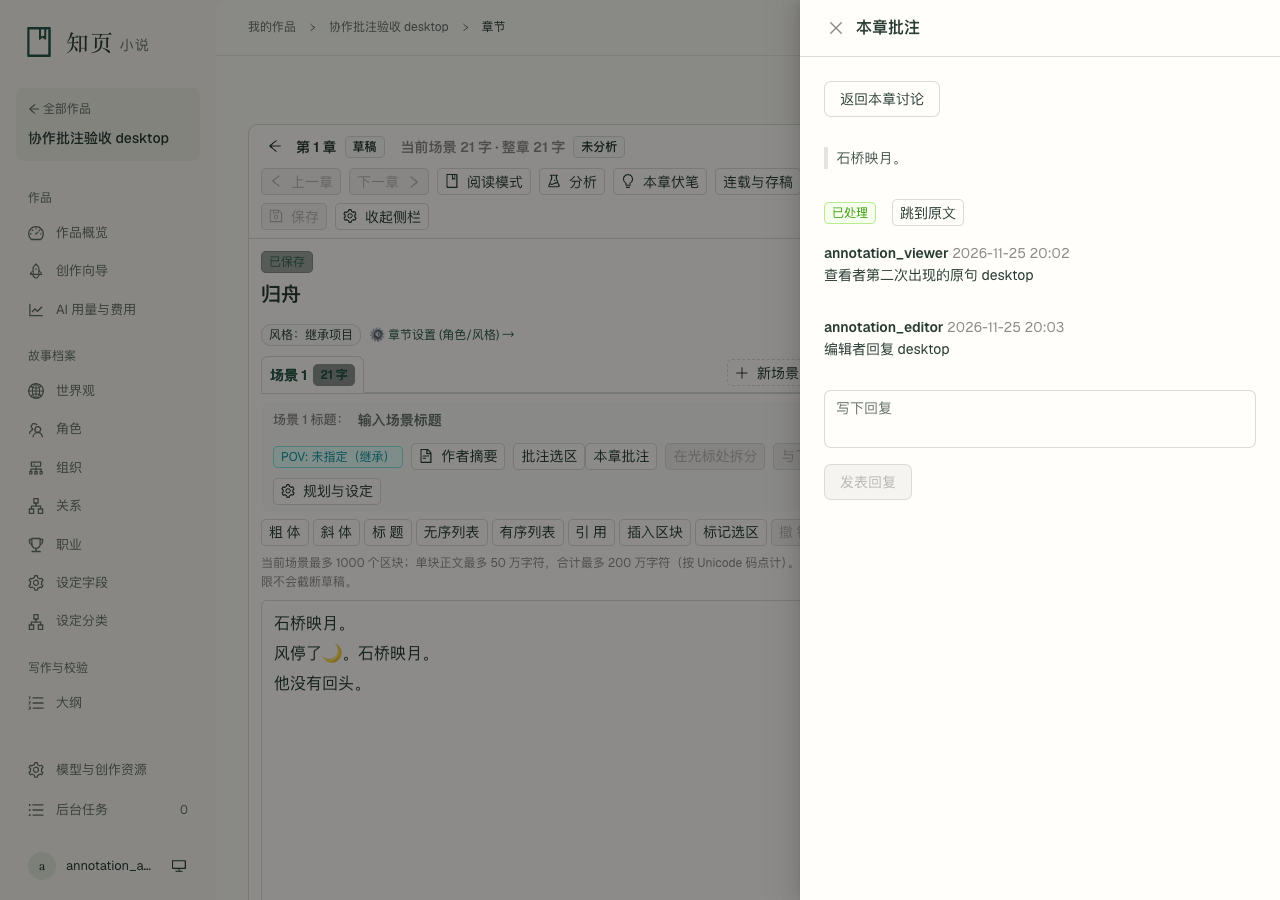 知页 小说
全部作品
协作批注验收 desktop
作品
作品概览
创作向导
AI 用量与费用
故事档案
世界观
角色
组织
关系
职业
设定字段
设定分类
写作与校验
大纲
模型与创作资源
后台任务 0
a annotation_a...
我的作品 > 协作批注验收 desktop > 章节
第 1 章 草稿 当前场景 21 字 · 整章 21 字 未分析
上一章 下一章 阅读模式 分析 本章伏笔 连载与存稿
保存 收起侧栏
已保存
归舟
风格：继承项目 章节设置 (角色/风格) →
场景 1 21 字 新场景
场景 1 标题： 输入场景标题
POV: 未指定（继承） 作者摘要 批注选区 本章批注 在光标处拆分 与
规划与设定
粗 体 斜 体 标 题 无序列表 有序列表 引 用 插入区块 标记选区 撤
当前场景最多 1000 个区块；单块正文最多 50 万字符，合计最多 200 万字符（按 Unicode 码点计）。
限不会截断草稿。
石桥映月。
风停了🌙。石桥映月。
他没有回头。
本章批注
返回本章讨论
石桥映月。
已处理 跳到原文
annotation_viewer 2026-11-25 20:02
查看者第二次出现的原句 desktop
annotation_editor 2026-11-25 20:03
编辑者回复 desktop
写下回复
发表回复